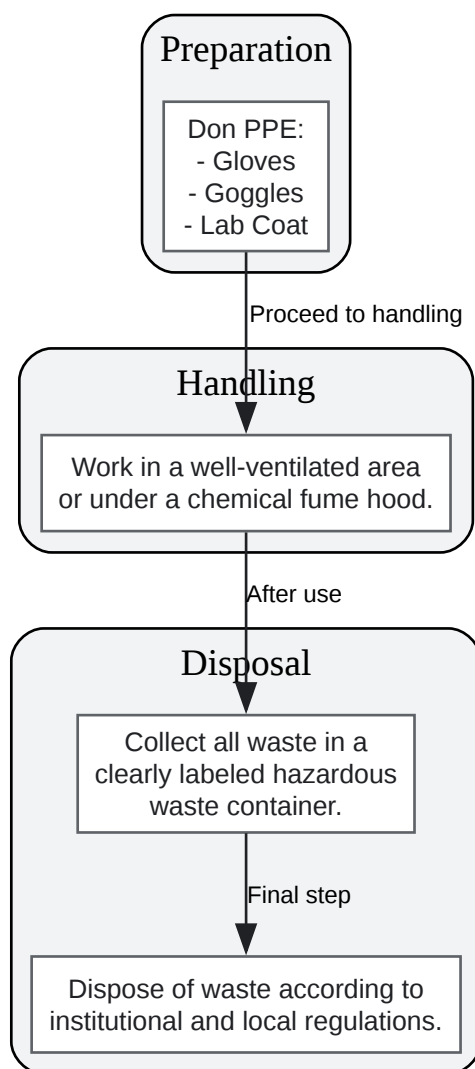 Preparation
Don PPE:
- Gloves
- Goggles
- Lab Coat
Proceed to handling
Handling
Work in a well-ventilated area
or under a chemical fume hood.
After use
Disposal
Collect all waste in a
clearly labeled hazardous
waste container.
Final step
Dispose of waste according to
institutional and local regulations.